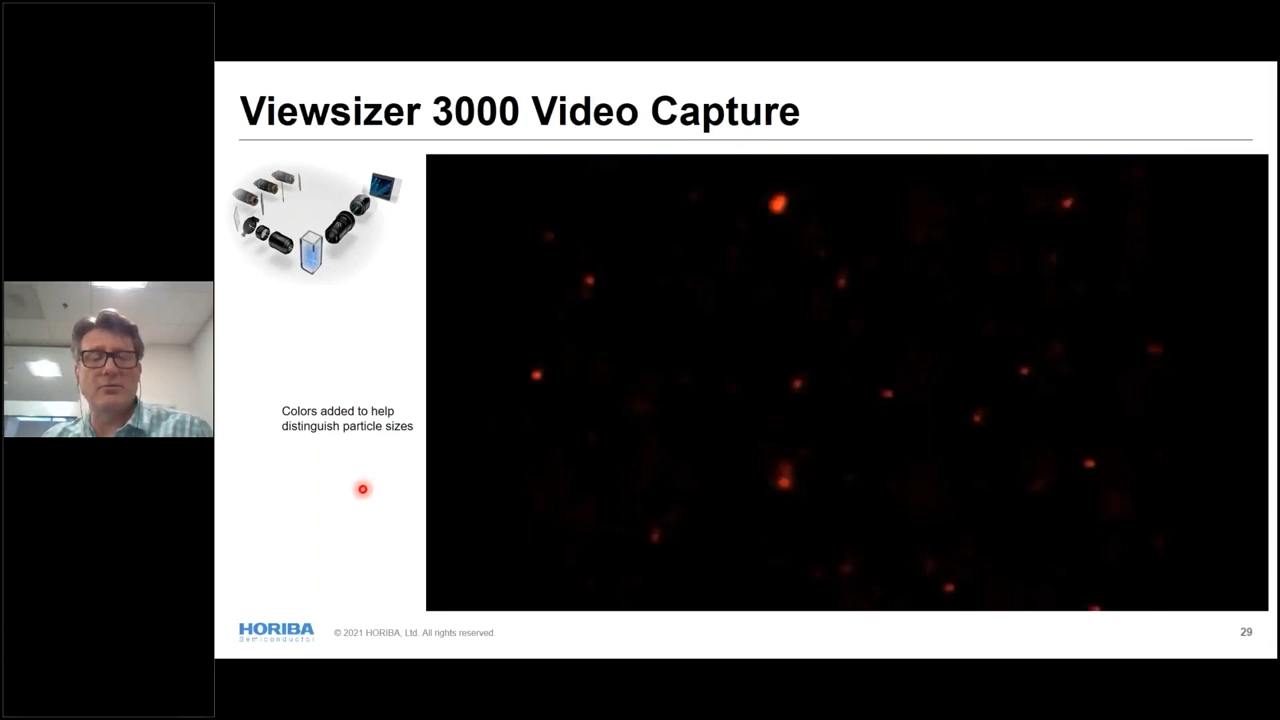 Viewsizer 3000 Video Capture
Colors added to help
distinguish particle sizes
HORIBA
Semiconductor
© 2021 HORIBA, Ltd. All rights reserved.
29